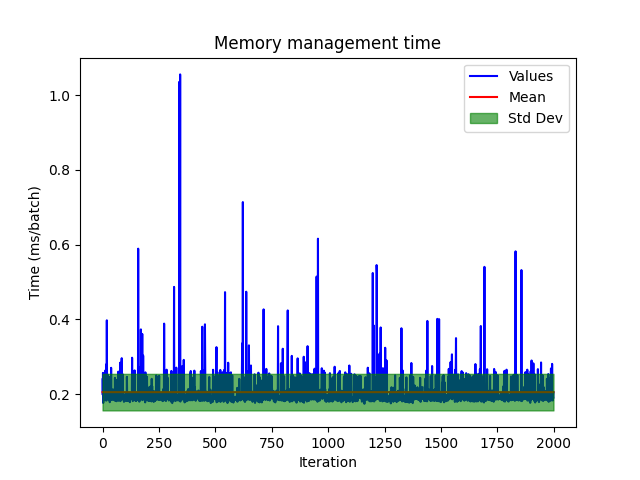 Memory management time
Time (ms/batch)
1.0
0.8
0.6
0.4
0.2
Values
Mean
Std Dev
0 250 500 750 1000 1250 1500 1750 2000
Iteration